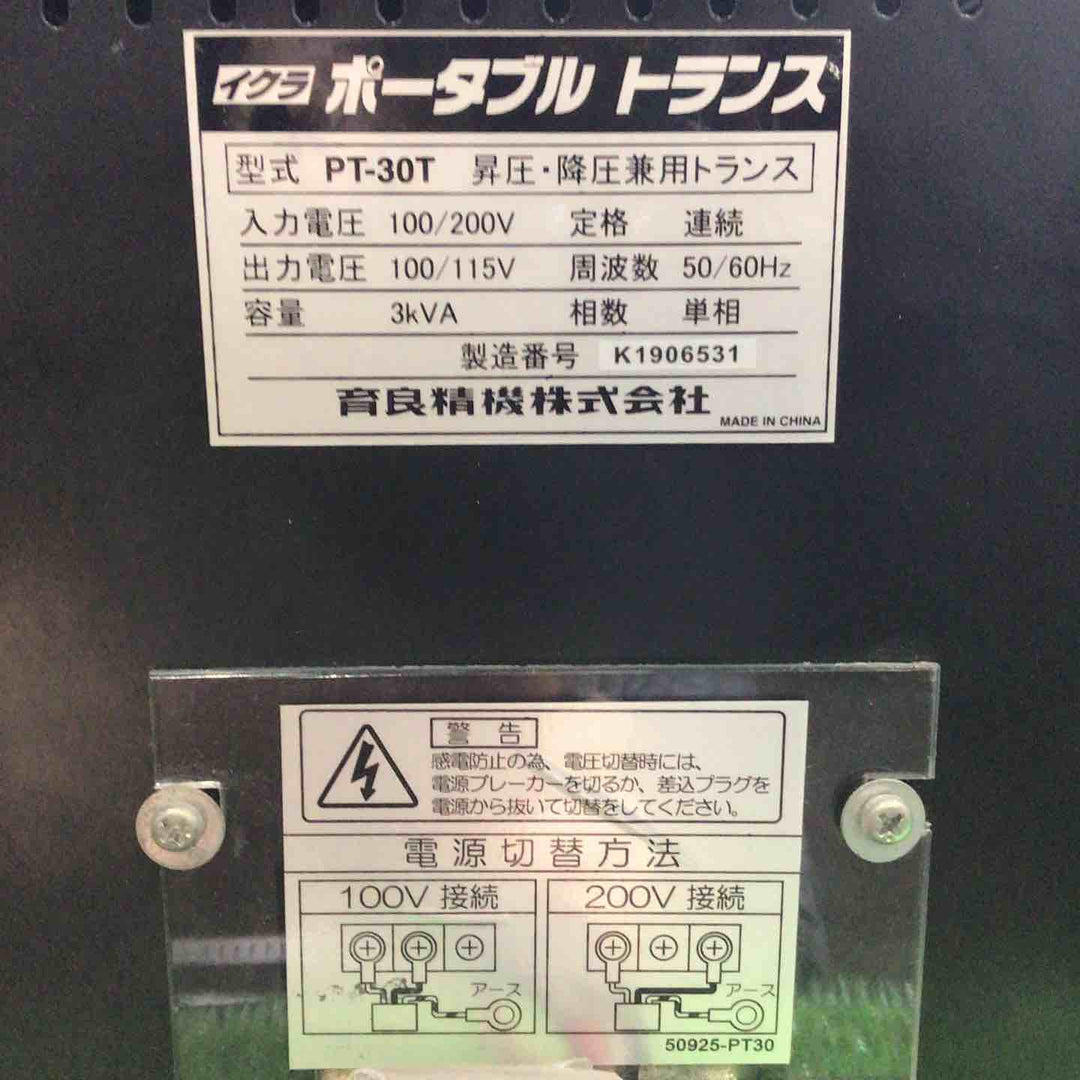 イクラ ポータブル トランス
型式 PT-30T 昇圧・降圧兼用トランス
入力電圧 100/200V 定格 連続
出力電圧 100/115V 周波数 50/60Hz
容量 3kVA 相数 単相
製造番号 K1906531
育良精機株式会社
MADE IN CHINA
警告
感電防止の為、電圧切替時には、
電源ブレーカーを切るか、差込プラグを
電源から抜いて切替をしてください。
電源切替方法
100V 接続 200V 接続
アース アース
50925-PT30